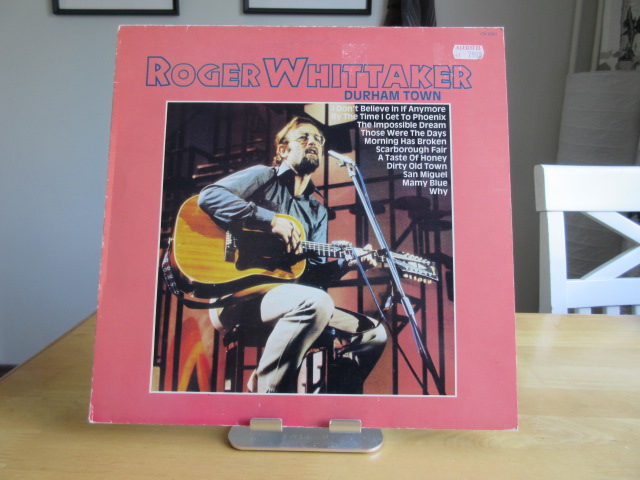 ROGER WHITTAKER
DURHAM TOWN
I Don't Believe in If Anymore
By The Time I Get To Phoenix
The Impossible Dream
Those Were The Days
Morning Has Broken
Scarborough Fair
A Taste Of Honey
Dirty Old Town
San Miguel
Mamy Blue
Why